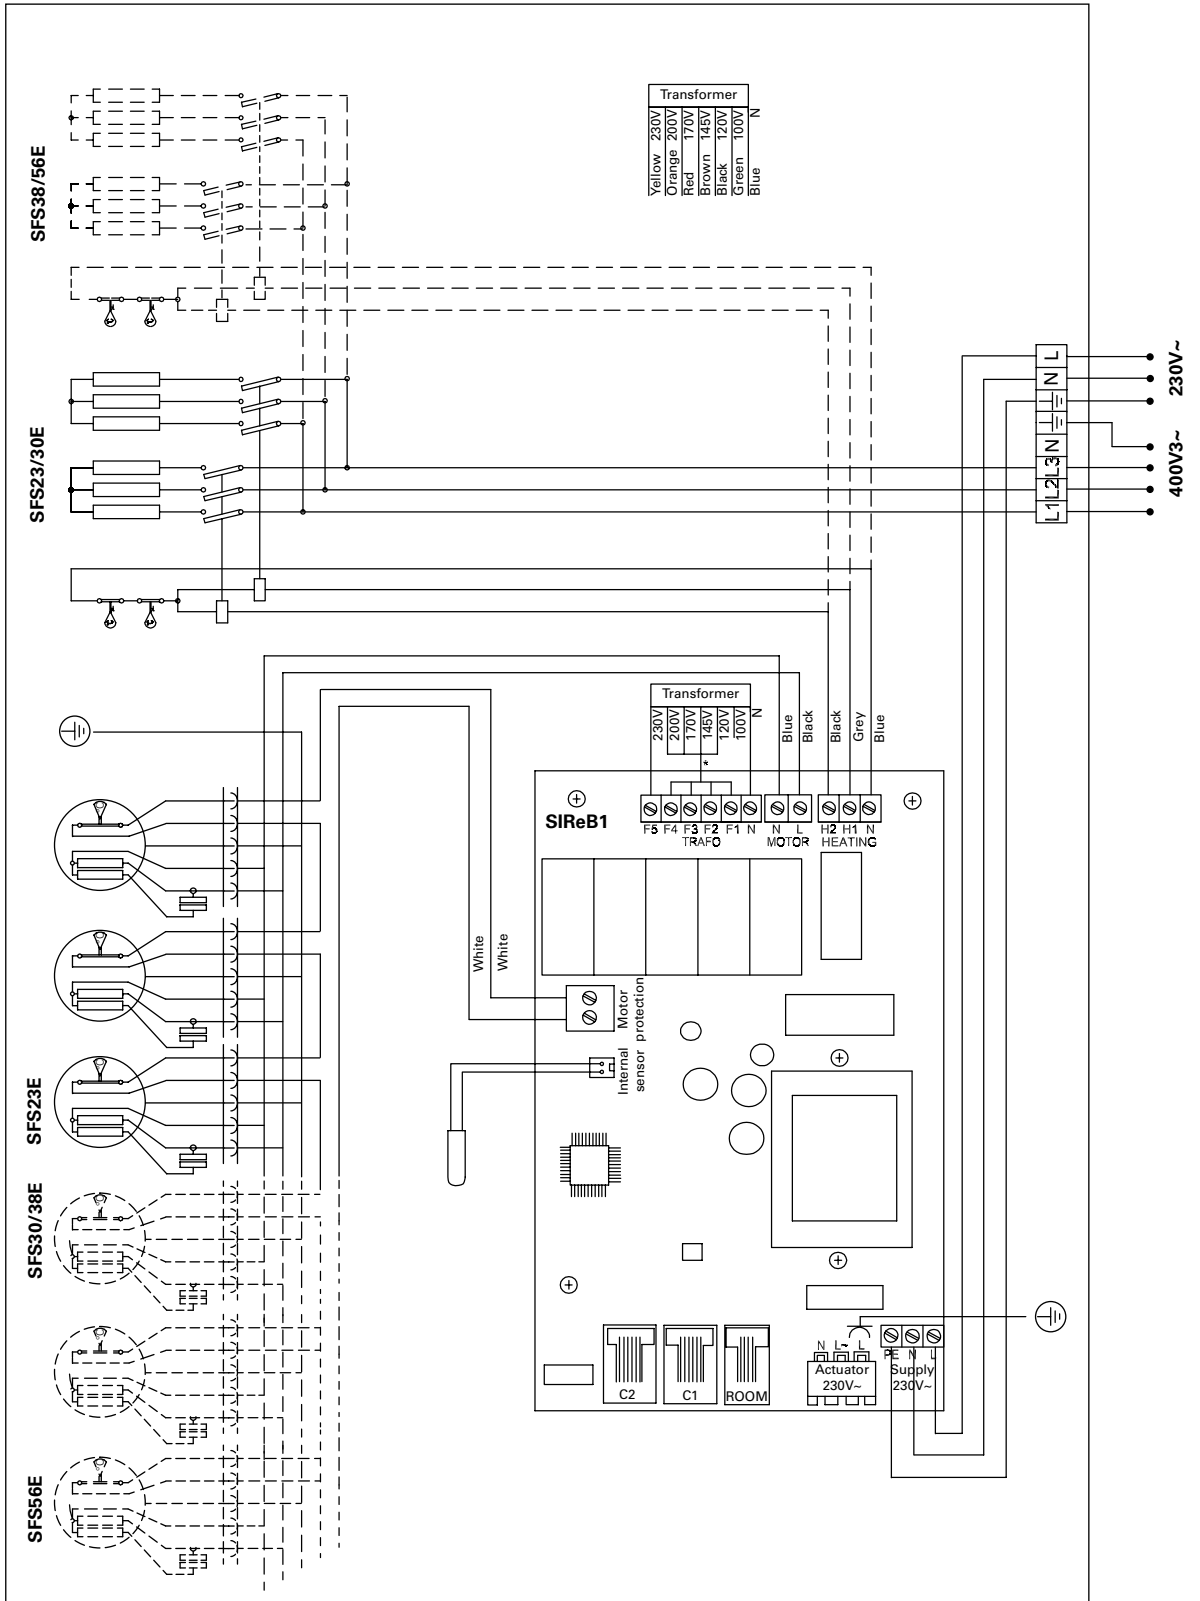 SFS38/56E
Transformer
Yellow 230V
Orange 200V
Red 170V
Brown 145V
Black 120V
Green 100V
Blue N
SFS23/30E
L
N
N
L3
L2
L1
230V~
400V3~
Transformer
230V
200V
170V
145V
120V
100V
N
*
Blue
Black
Black
Grey
Blue
SIReB1
F5 F4 F3 F2 F1 N
TRAFO
N L
MOTOR
H2 H1 N
HEATING
White
White
Motor
protection
Internal
sensor
SFS23E
SFS30/38E
SFS56E
C2
C1
ROOM
N L~ L
Actuator
230V~
PE N L
Supply
230V~